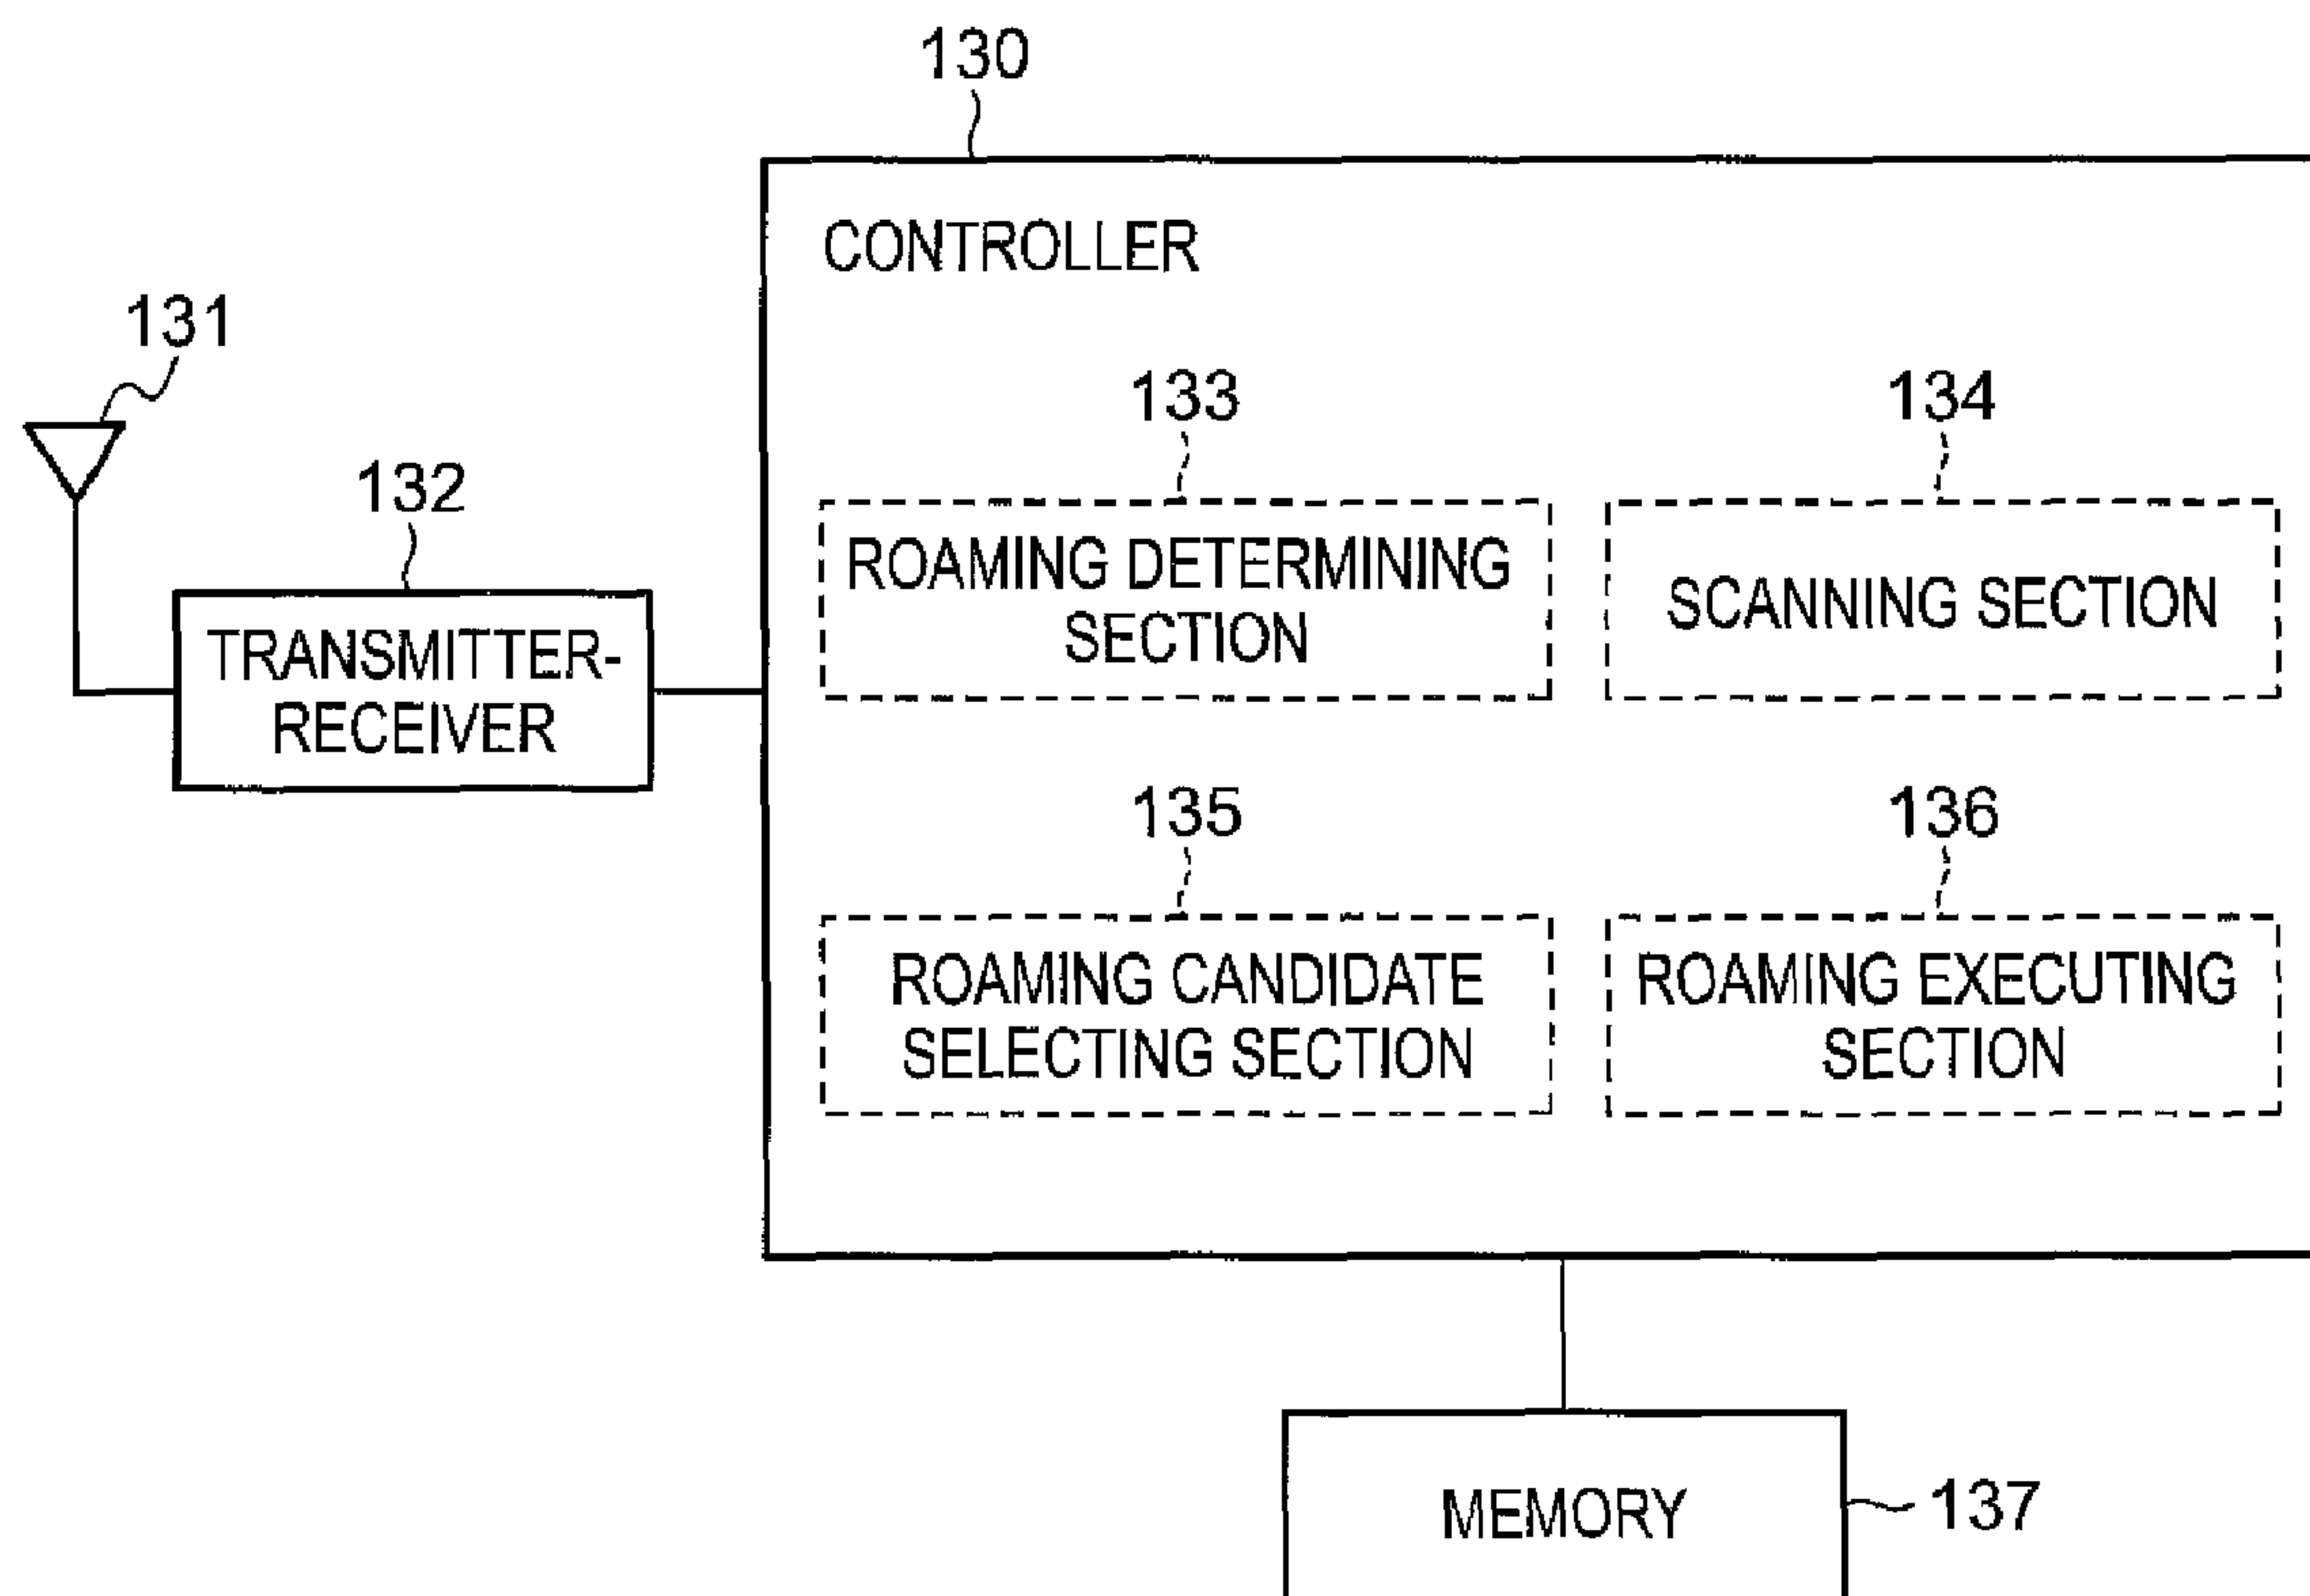 130
CONTROLLER
131
133
134
132
ROAMING DETERMINING
SECTION
SCANNING SECTION
TRANSMITTER-
RECEIVER
135
136
ROAMING CANDIDATE
SELECTING SECTION
ROAMING EXECUTING
SECTION
MEMORY
137